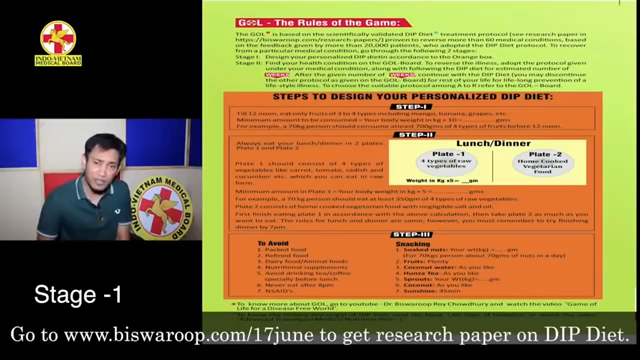 INDO-VIETNAM
MEDICAL BOARD
GOL - The Rules of the Game:
The GOL is based on the scientifically validated DIP Diet treatment protocol (see research paper in
https://biswaroop.com/research-papers/) proven to reverse more than 60 medical conditions, based
on the feedback given by more than 20,000 patients, who adopted the DIP Diet protocol. To recover
from a particular medical condition, go through the following 2 stages:
Stage I: Design your personalized DIP dietin accordance to the Orange box.
Stage II: Find your health condition on the GOL Board. To reverse the illness, adopt the protocol given
under your medical condition, along with following the DIP diet for estimated number of
WEEKS. After the given number of WEEKS, continue with the DIP Diet (you may discontinue
the other protocol as given on the GOL- Board) for rest of your life for life-long prevention of
a life-style illness. To choose the suitable protocol among A to R refer to GOL- Board.
STEPS TO DESIGN YOUR PERSONALIZED DIP DIET:
STEP-I
Till 12 noon, eat only fruits of 3 to 4 types including mango, banana, grapes, etc.
Minimum amount to be consumed = Your body weight in kg × 10 = ............ gms
For example, a 70kg person should consume atleast 700gms of 4 types of fruits before 12 noon.
STEP-II
Always eat your lunch/dinner in 2 plates.
Plate 1 and Plate 2
Plate 1 should consist of 4 types of
vegetables like carrot, tomato, radish and
cucumber etc, which you can eat in raw
form.
Lunch/Dinner
Plate -1
4 types of raw
vegetables
Weight in Kg x5= __gm
Plate -2
Home Cooked
Vegetarian
Food
Minimum amount in Plate 1 = Your body weight in kg × 5 = ............ gms
For example, a 70 kg person should eat at least 350gm of 4 types of raw vegetables.
Plate 2 consists of home cooked vegetarian food with negligible salt and oil.
First finish eating plate 1 in accordance with the above calculation, then take plate 2 as much as you
want to eat. The rules for lunch and dinner are same; however, you must remember to try finishing
dinner by 7pm.
STEP-III
To Avoid
1. Packed food
2. Refined food
3. Dairy food/Animal foods
4. Nutritional supplements
5. Avoid drinking tea/coffee
specially before lunch
6. Never eat after 8pm
7. NSAID's
Snacking
1. Soaked nuts: Your wt(kg)=......gm
(For 70kgs person about 70gms of nuts in a day)
2. Fruits: Plenty
3. Coconut water: As you like
4. Hunza Tea: As you like
5. Sprouts: Your wt(kg)=......gm
6. Coconut: As you like
7. Sunshine: 45min
To know more about GOL, go to youtube - Dr. Biswaroop Roy Chowdhury and watch the video "Game of
Life for a Disease Free World".
INDO-VIETNAM MEDICAL BOARD
Stage -1
Go to www.biswaroop.com/17june to get research paper on DIP Diet.